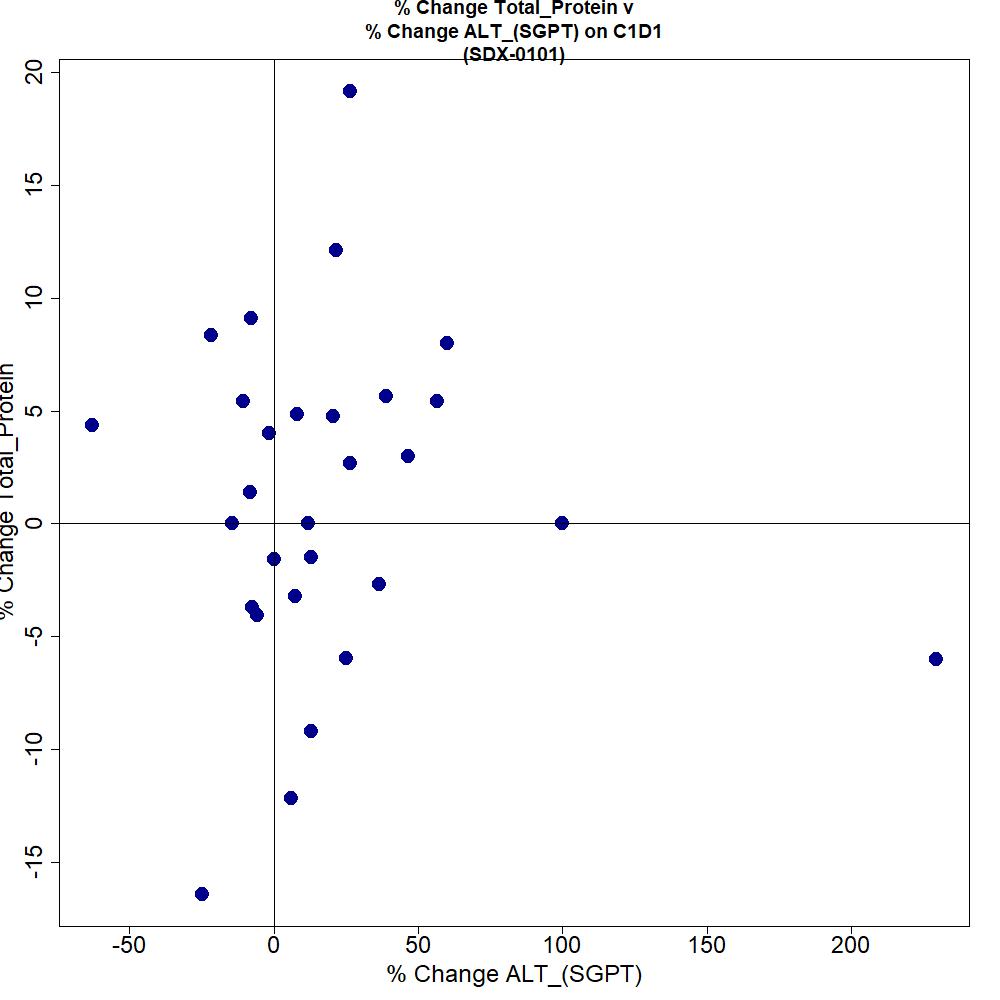 % Change Total_Protein v
% Change ALT_(SGPT) on C1D1
(SDX-0101)
% Change Total_Protein
20
15
10
5
0
-5
-10
-15
-50
0
50
100
150
200
% Change ALT_(SGPT)